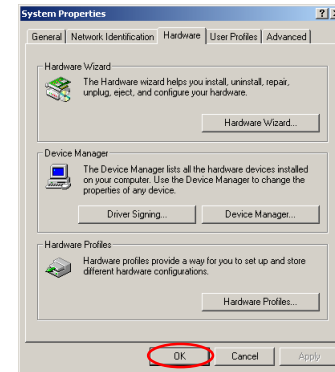 System Properties
General Network Identification Hardware User Profiles Advanced
Hardware Wizard
The Hardware wizard helps you install, uninstall, repair,
unplug, eject, and configure your hardware.
Hardware Wizard...
Device Manager
The Device Manager lists all the hardware devices installed
on your computer. Use the Device Manager to change the
properties of any device.
Driver Signing... Device Manager...
Hardware Profiles
Hardware profiles provide a way for you to set up and store
different hardware configurations.
Hardware Profiles...
OK Cancel Apply